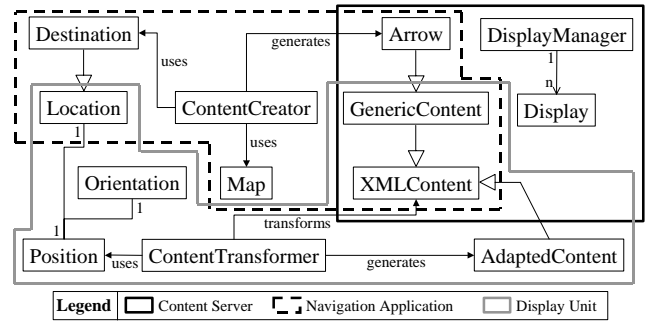 Destination
uses
generates
Arrow
DisplayManager
1
n
Location
1
ContentCreator
GenericContent
Display
uses
Orientation
1
Map
XMLContent
transforms
1
Position
uses
ContentTransformer
generates
AdaptedContent
Legend Content Server Navigation Application Display Unit